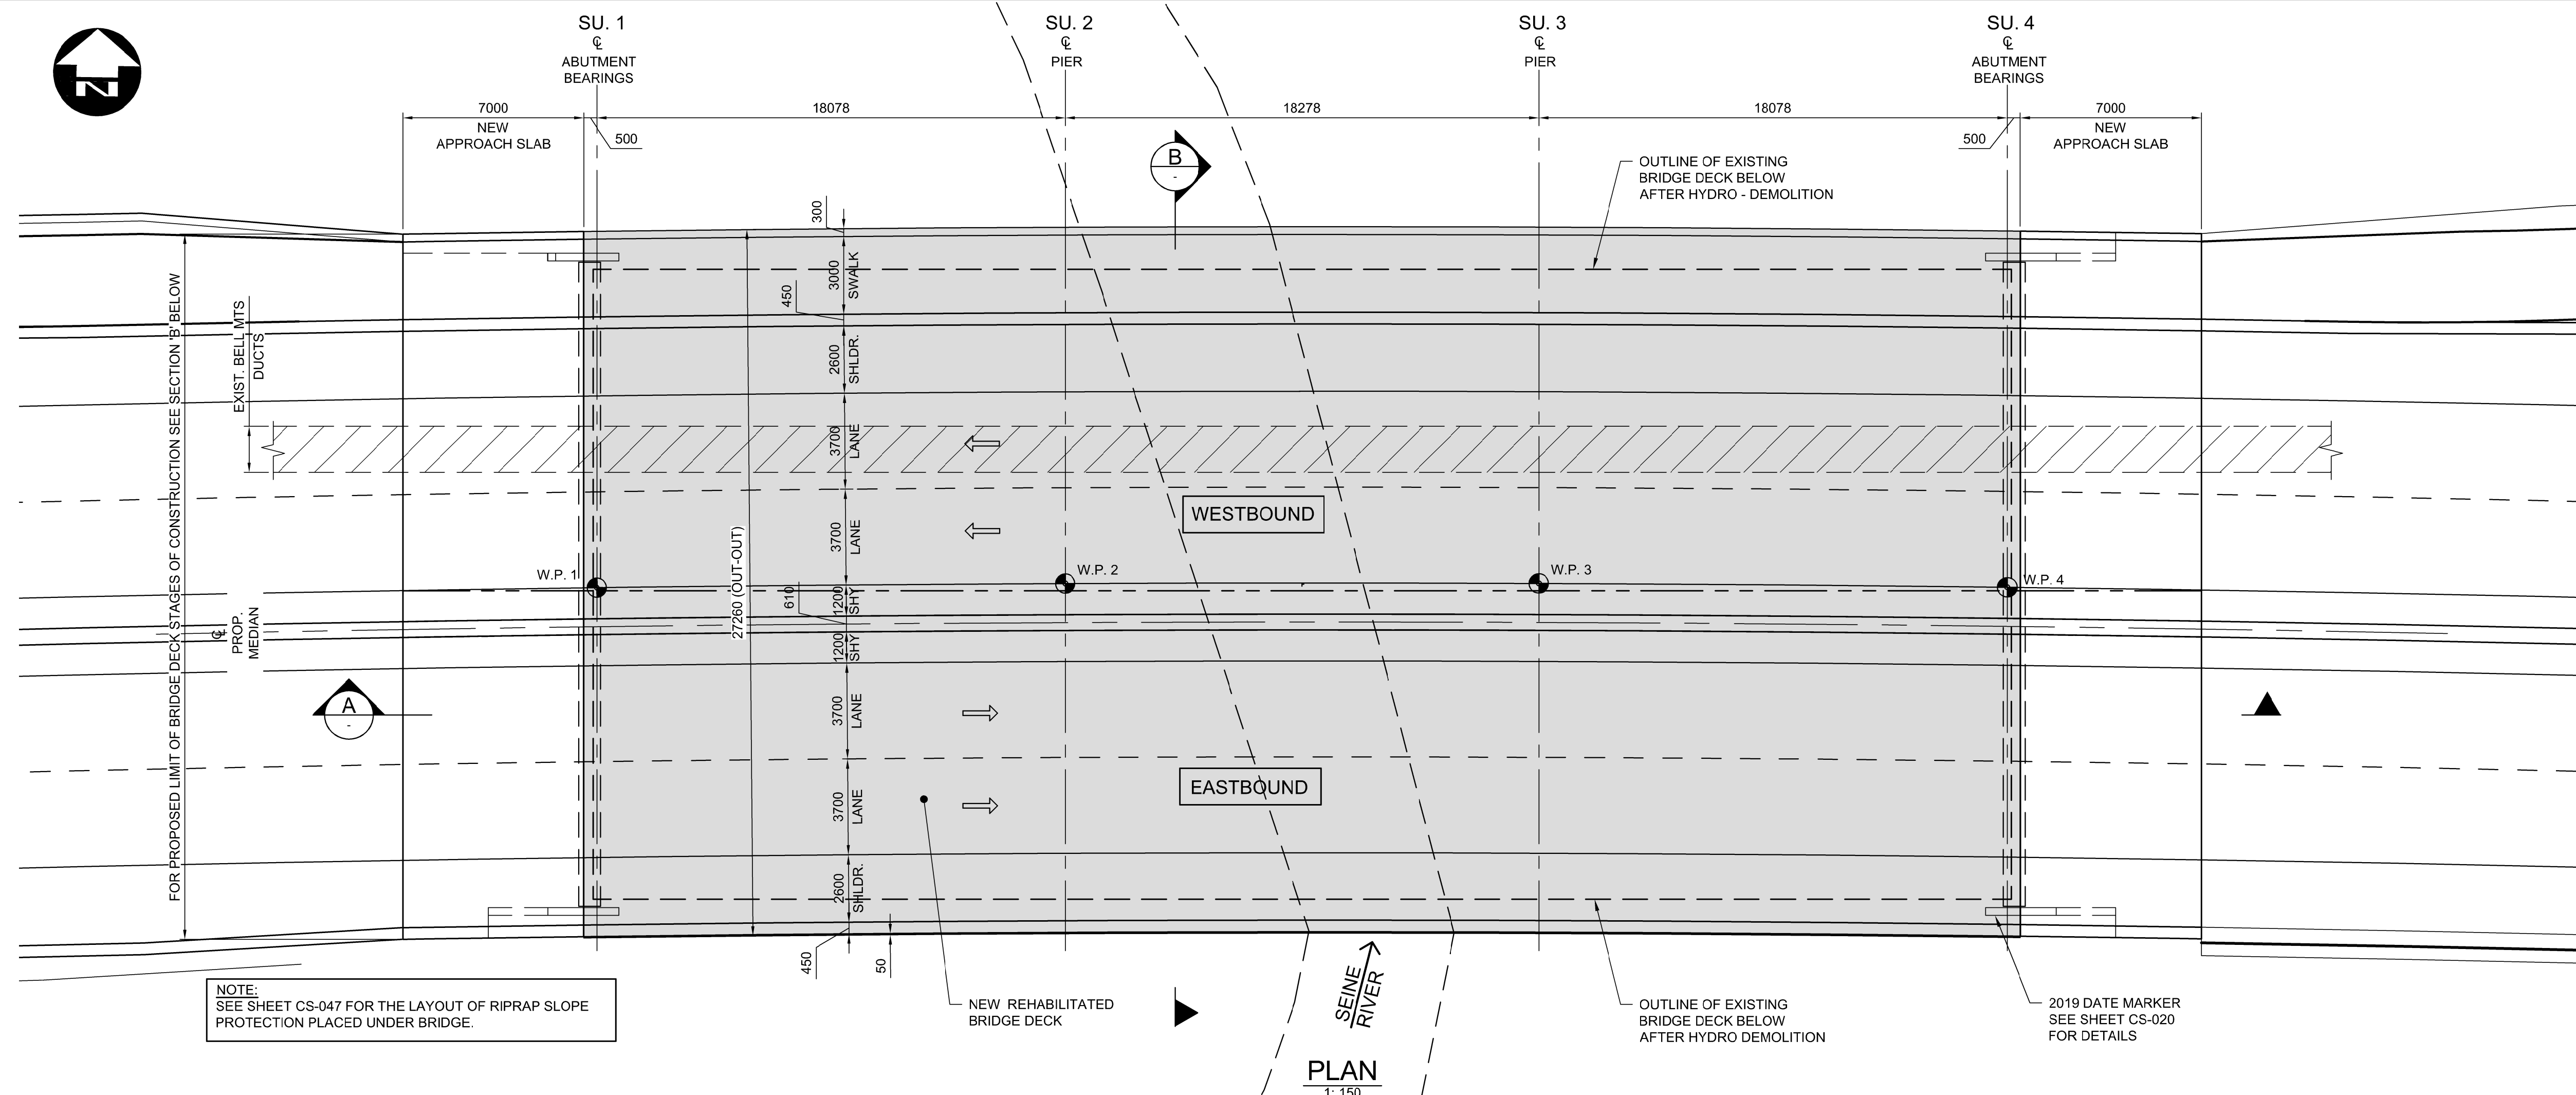 SU. 1
℄
ABUTMENT
BEARINGS
SU. 2
℄
PIER
SU. 3
℄
PIER
SU. 4
℄
ABUTMENT
BEARINGS
N
7000
NEW
APPROACH SLAB
500
18078
18278
18078
500
7000
NEW
APPROACH SLAB
B
-
OUTLINE OF EXISTING
BRIDGE DECK BELOW
AFTER HYDRO - DEMOLITION
300
3000
SWALK
450
2600
SHLDR.
3700
LANE
3700
LANE
1200
SHY
610
1200
SHY
3700
LANE
3700
LANE
2600
SHLDR.
450
50
27260 (OUT-OUT)
FOR PROPOSED LIMIT OF BRIDGE DECK STAGES OF CONSTRUCTION SEE SECTION 'B' BELOW
EXIST. BELL MTS
DUCTS
WESTBOUND
W.P. 1
W.P. 2
W.P. 3
W.P. 4
℄
PROP.
MEDIAN
A
-
EASTBOUND
NOTE:
SEE SHEET CS-047 FOR THE LAYOUT OF RIPRAP SLOPE
PROTECTION PLACED UNDER BRIDGE.
NEW REHABILITATED
BRIDGE DECK
SEINE
RIVER
OUTLINE OF EXISTING
BRIDGE DECK BELOW
AFTER HYDRO DEMOLITION
2019 DATE MARKER
SEE SHEET CS-020
FOR DETAILS
PLAN
1: 150